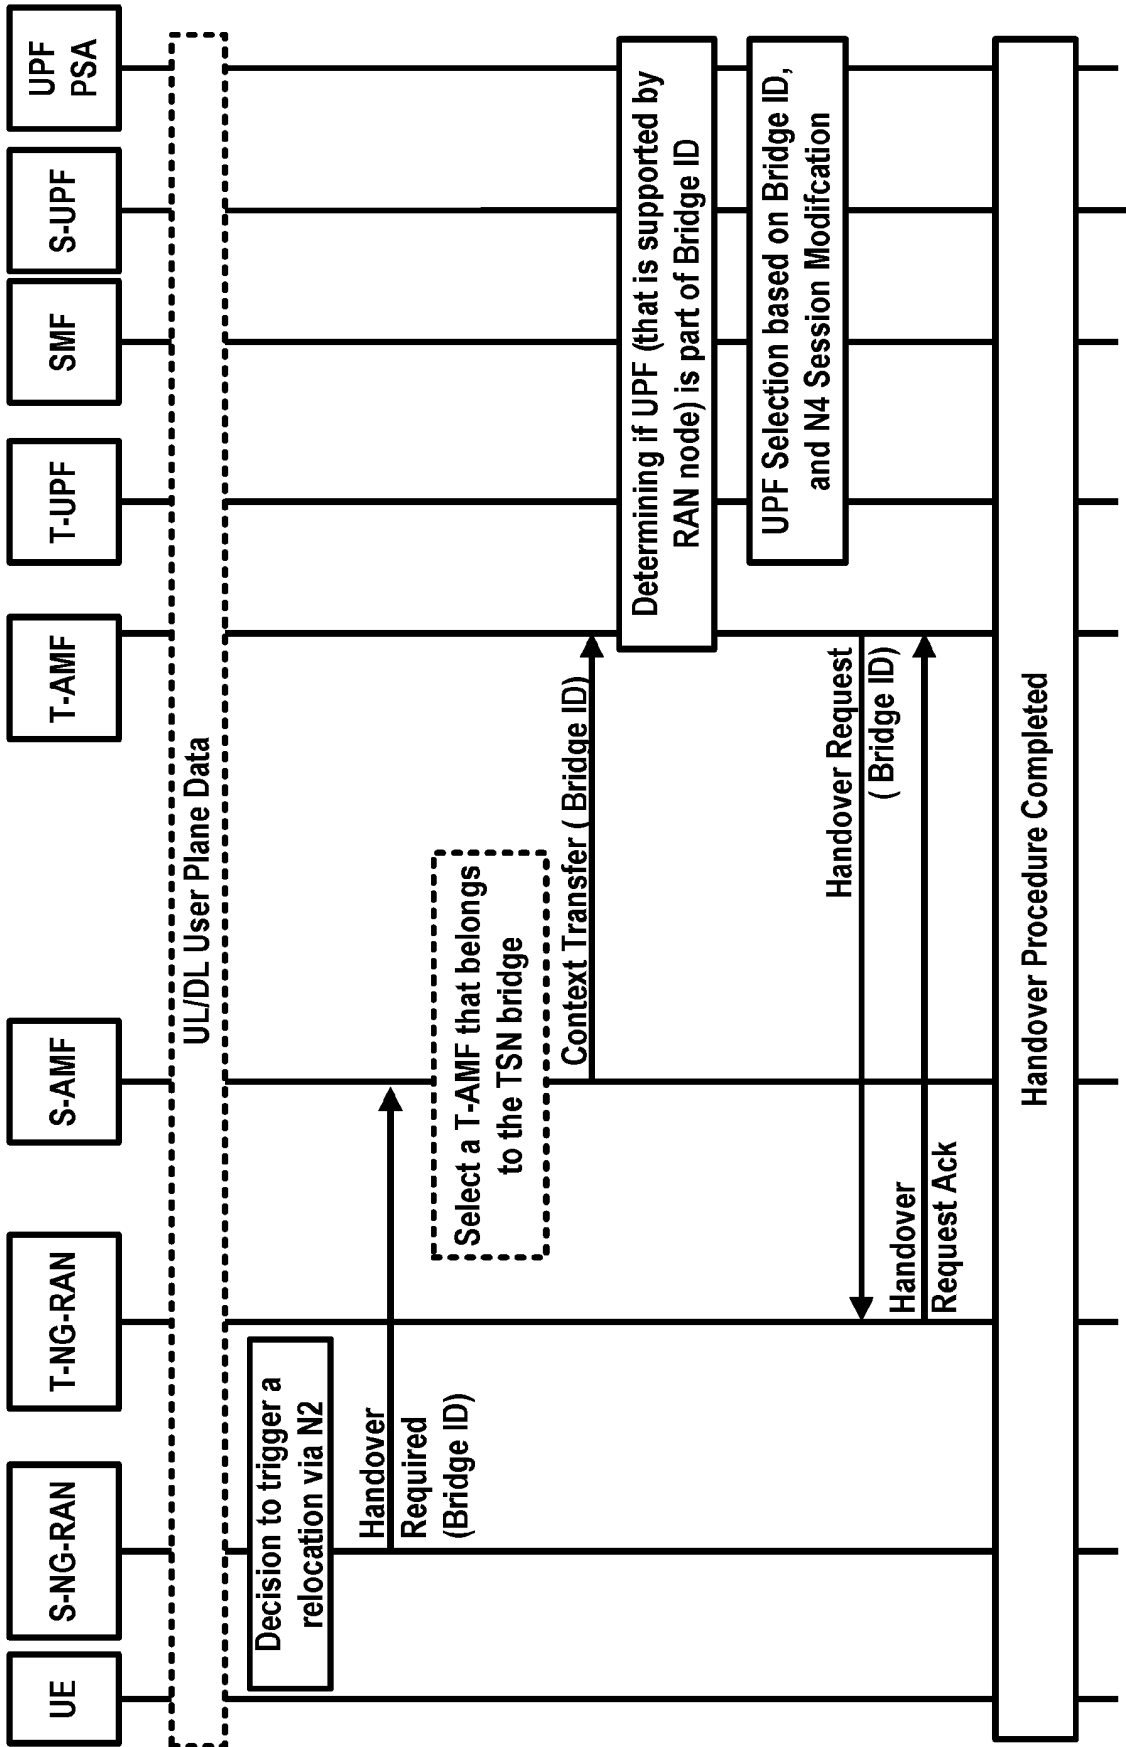 UE
S-NG-RAN
T-NG-RAN
S-AMF
T-AMF
T-UPF
SMF
S-UPF
UPF
PSA
UL/DL User Plane Data
Decision to trigger a
relocation via N2
Handover
Required
(Bridge ID)
Select a T-AMF that belongs
to the TSN bridge
Context Transfer ( Bridge ID)
Determining if UPF (that is supported by
RAN node) is part of Bridge ID
UPF Selection based on Bridge ID,
and N4 Session Modifcation
Handover Request
( Bridge ID)
Handover
Request Ack
Handover Procedure Completed